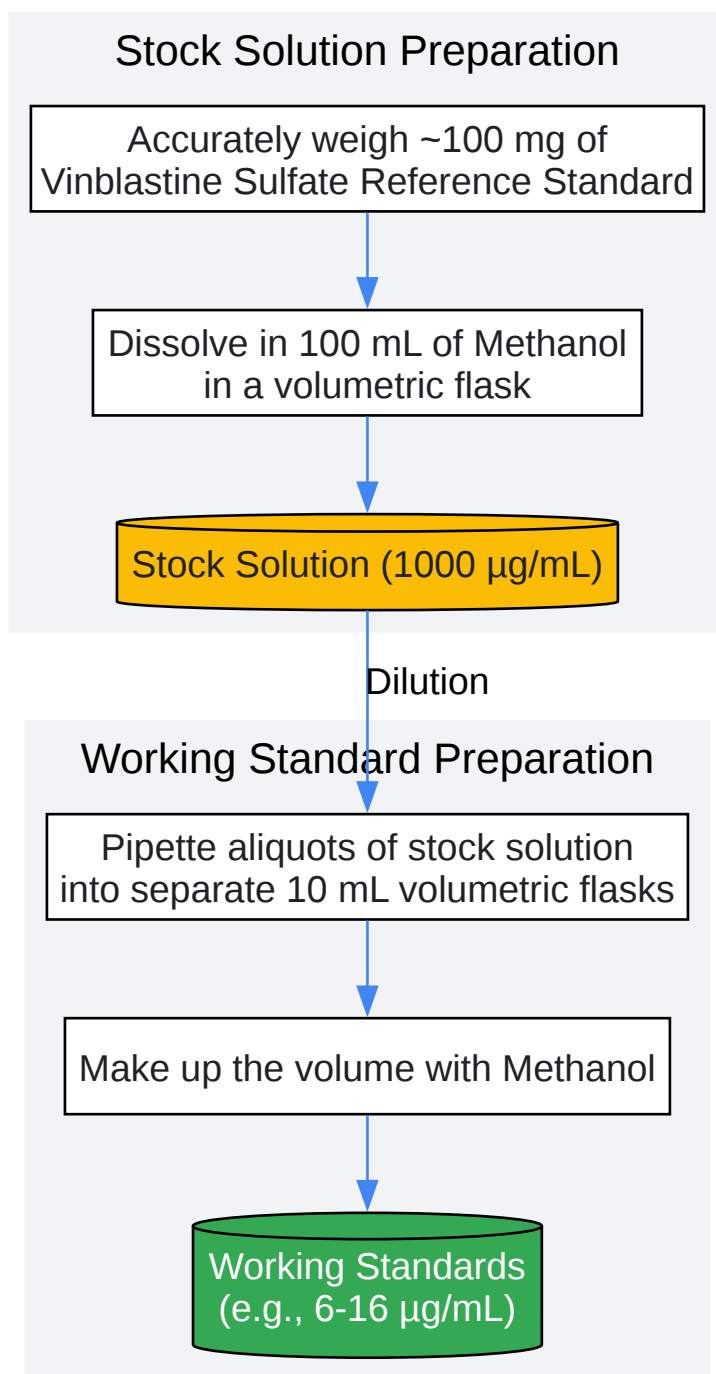 Stock Solution Preparation
Accurately weigh ~100 mg of
Vinblastine Sulfate Reference Standard
Dissolve in 100 mL of Methanol
in a volumetric flask
Stock Solution (1000 µg/mL)
Dilution
Working Standard Preparation
Pipette aliquots of stock solution
into separate 10 mL volumetric flasks
Make up the volume with Methanol
Working Standards
(e.g., 6-16 µg/mL)